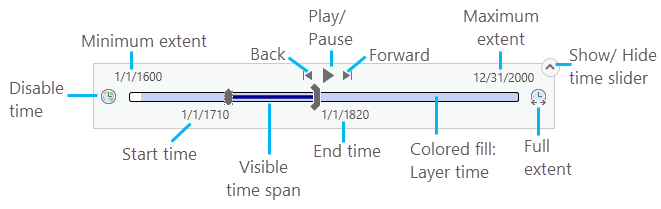 Play/
Pause
Maximum
extent
Minimum extent
Back
Forward
Show/ Hide
time slider
1/1/1600
12/31/2000
Disable
time
1/1/1710
1/1/1820
Start time
Visible
time span
End time
Colored fill:
Layer time
Full
extent